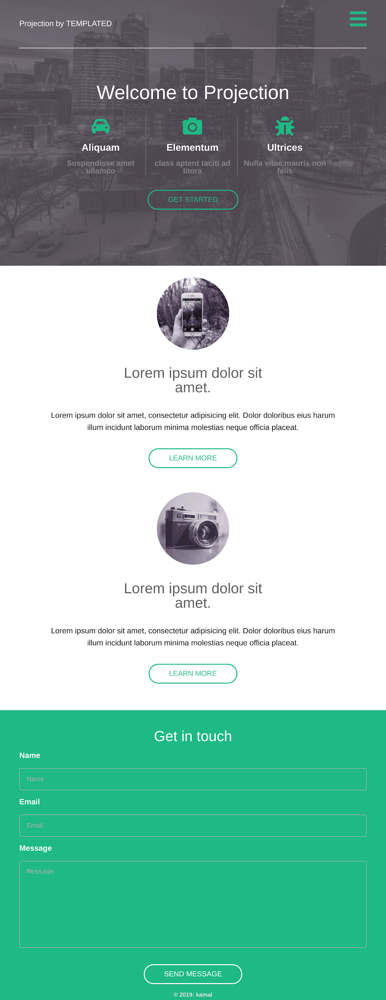 Projection by TEMPLATED
Welcome to Projection
Aliquam
Suspendisse amet
ullamco
Elementum
class aptent taciti ad
litora
Ultrices
Nulla vitae mauris non
felis
GET STARTED
Lorem ipsum dolor sit
amet.
Lorem ipsum dolor sit amet, consectetur adipisicing elit. Dolor doloribus eius harum
illum incidunt laborum minima molestias neque officia placeat.
LEARN MORE
Lorem ipsum dolor sit
amet.
Lorem ipsum dolor sit amet, consectetur adipisicing elit. Dolor doloribus eius harum
illum incidunt laborum minima molestias neque officia placeat.
LEARN MORE
Get in touch
Name
Name
Email
Email
Message
Message
SEND MESSAGE
© 2019: kamal